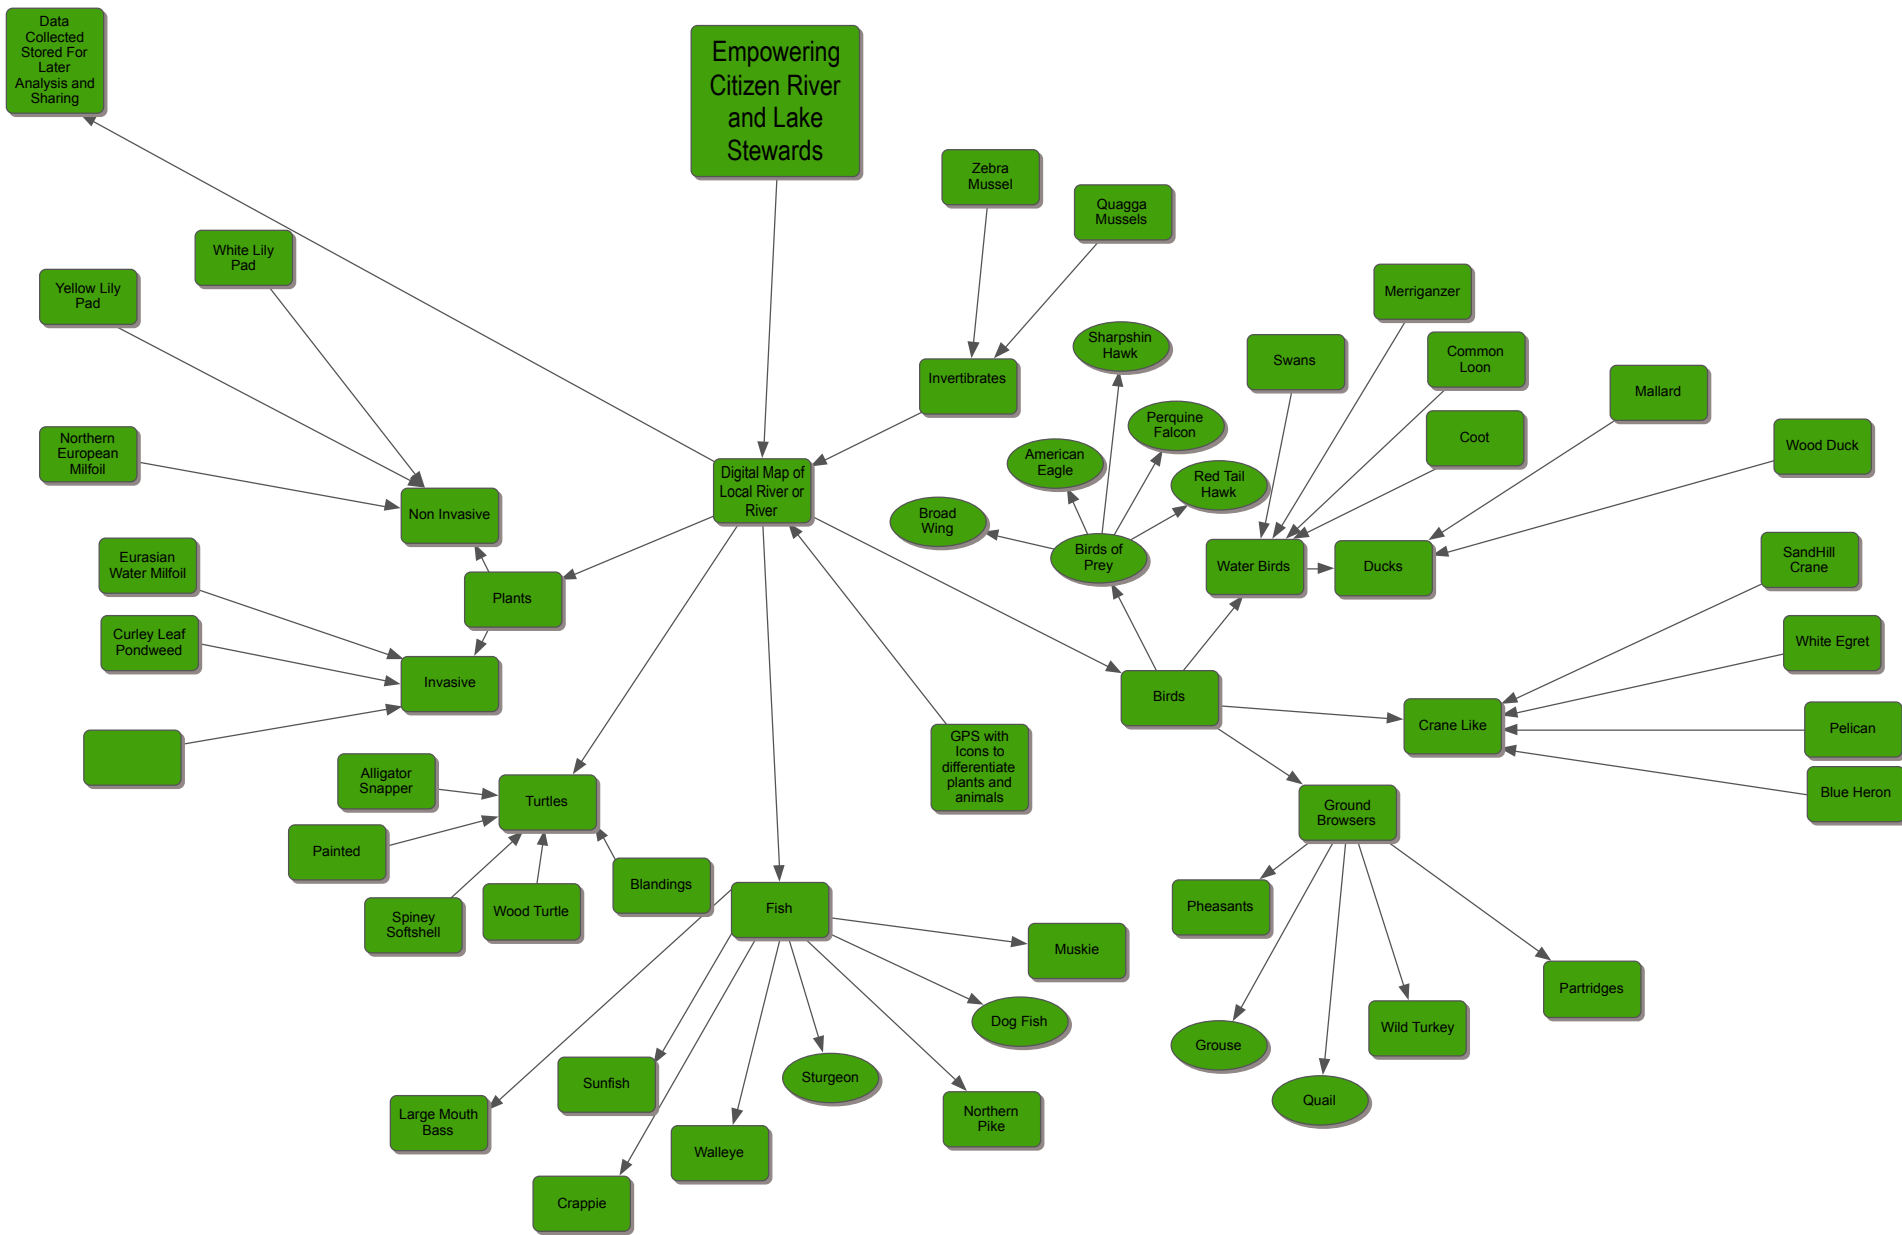 Data
Collected
Stored For
Later
Analysis and
Sharing
Empowering
Citizen River
and Lake
Stewards
Zebra
Mussel
Quagga
Mussels
White Lily
Pad
Yellow Lily
Pad
Merriganzer
Sharpshin
Hawk
Swans
Common
Loon
Invertibrates
Mallard
Perquine
Falcon
Coot
Northern
European
Milfoil
American
Eagle
Wood Duck
Digital Map of
Local River or
River
Red Tail
Hawk
Non Invasive
Broad
Wing
Eurasian
Water Milfoil
Birds of
Prey
Water Birds
Ducks
SandHill
Crane
Plants
Curley Leaf
Pondweed
White Egret
Invasive
Birds
Crane Like
Pelican
GPS with
Icons to
differentiate
plants and
animals
Alligator
Snapper
Turtles
Blue Heron
Ground
Browsers
Painted
Blandings
Spiney
Softshell
Wood Turtle
Fish
Pheasants
Muskie
Partridges
Dog Fish
Wild Turkey
Grouse
Sunfish
Sturgeon
Quail
Large Mouth
Bass
Northern
Pike
Walleye
Crappie